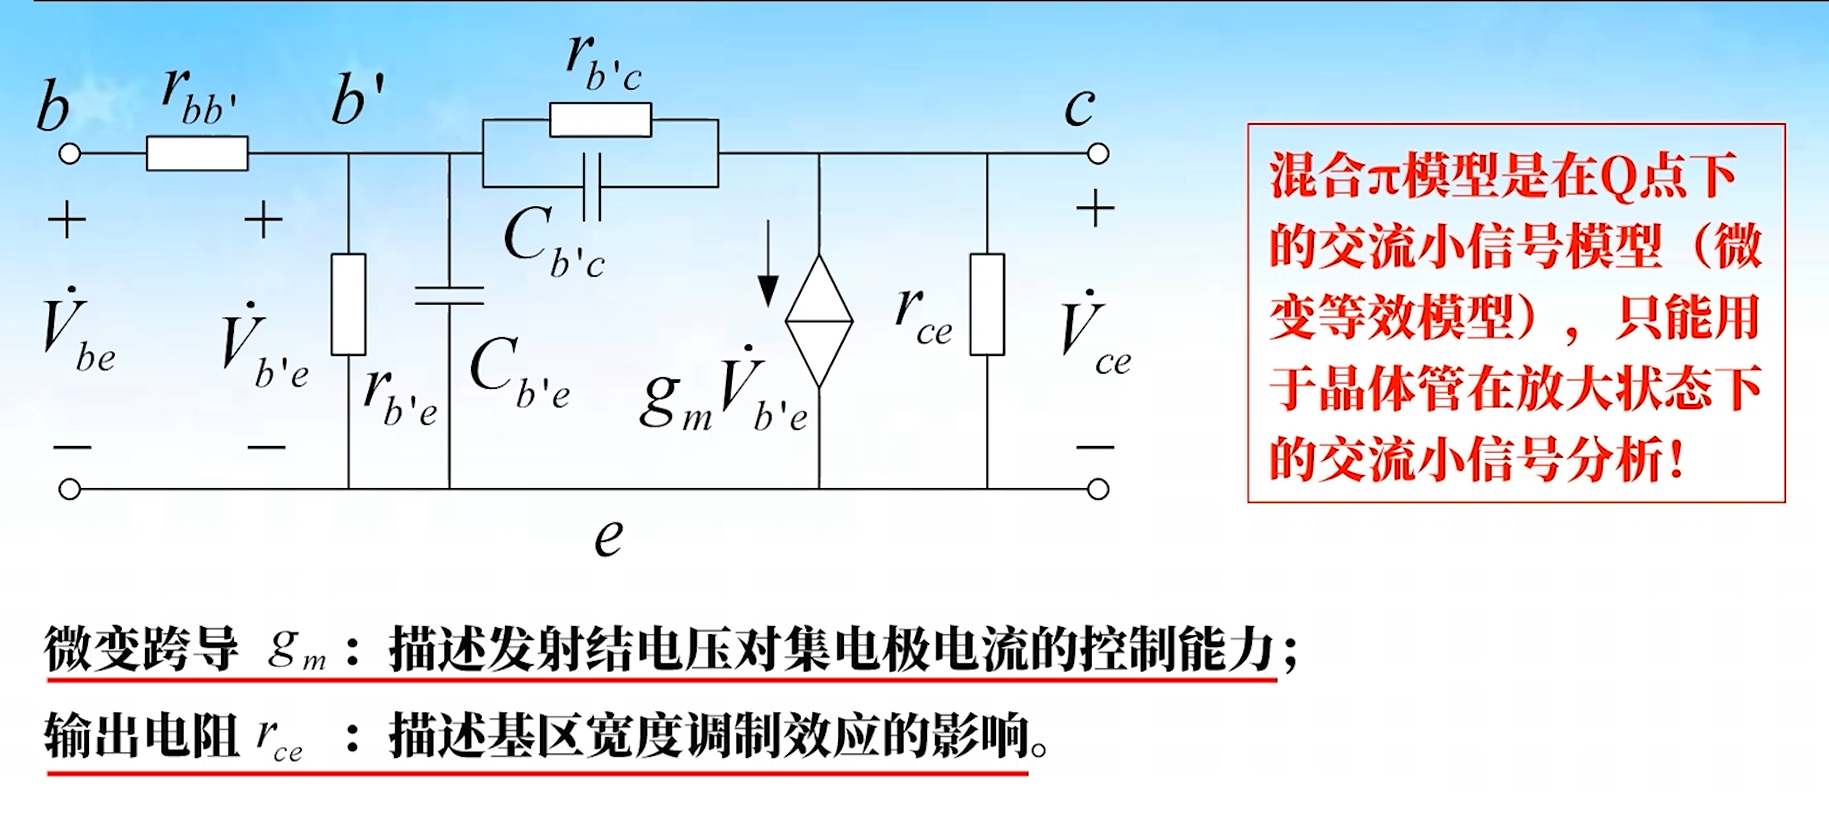 r_{b'c}
b
r_{bb'}
b'
c
+
+
+
C_{b'c}
V̇_{be}
V̇_{b'e}
r_{b'e}
C_{b'e}
g_m V̇_{b'e}
r_{ce}
V̇_{ce}
−
−
−
e
混合π模型是在Q点下
的交流小信号模型（微
变等效模型），只能用
于晶体管在放大状态下
的交流小信号分析！
微变跨导 g_m：描述发射结电压对集电极电流的控制能力；
输出电阻 r_{ce} ：描述基区宽度调制效应的影响。